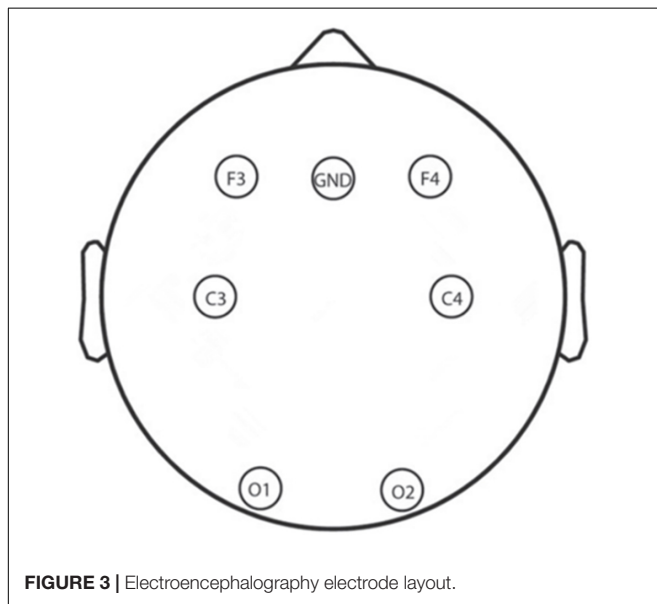 F3 GND F4
C3 C4
O1 O2
FIGURE 3 | Electroencephalography electrode layout.